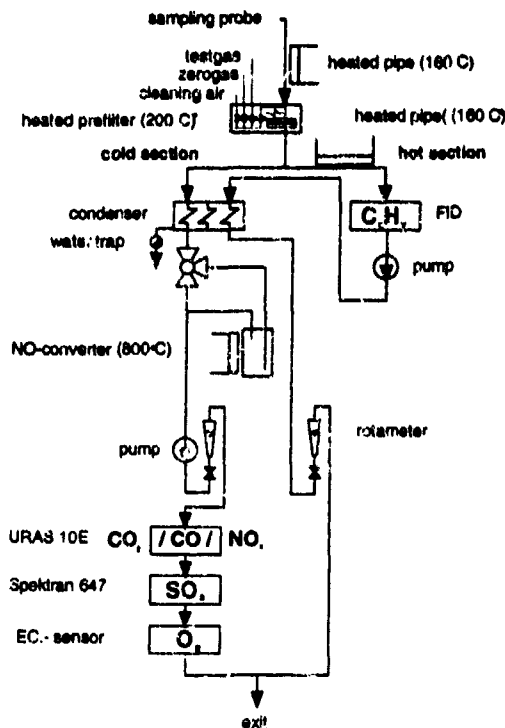 sampling probe
testgas
zerogas
cleaning air
heated pipe (160 C)
heated prefilter (200 C)
heated pipe( (160 C)
cold section
hot section
condenser
CxHy FID
water trap
pump
NO-converter (800°C)
pump
rotameter
URAS 10E CO2 / CO / NOx
Spektran 647 SO2
EC.- sensor O2
exit